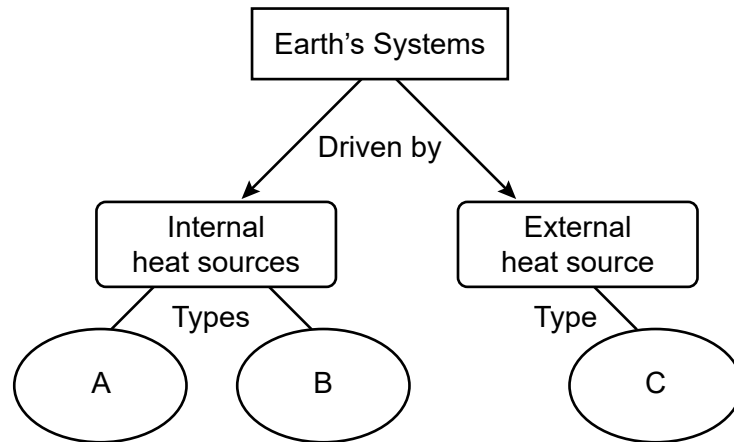 Earth’s Systems
Driven by
Internal
heat sources
External
heat source
Types
Type
A
B
C